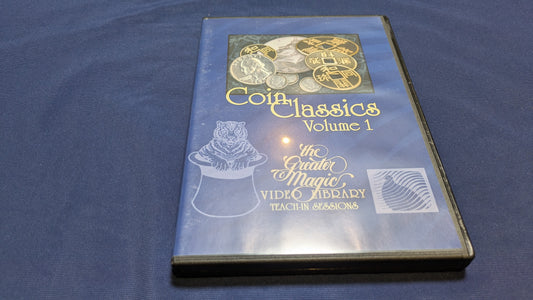 Coin
Classics
Volume 1
the
Greater
Magic
VIDEO LIBRARY
TEACH-IN SESSIONS